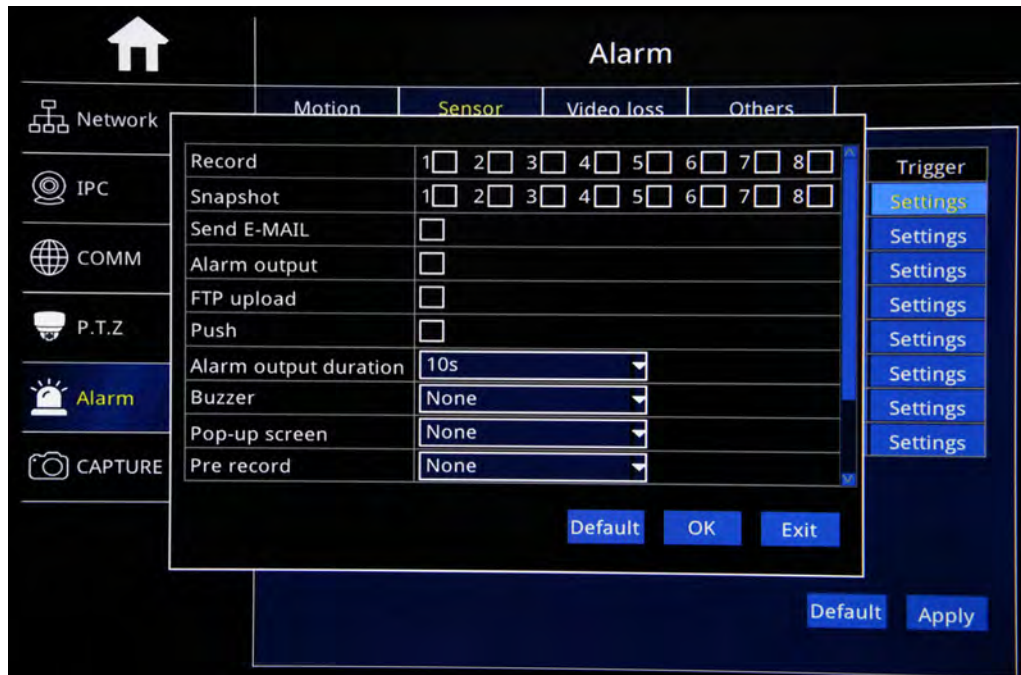 Alarm
Network
IPC
COMM
P.T.Z
Alarm
CAPTURE
Motion Sensor Video loss Others
Record 1 2 3 4 5 6 7 8
Snapshot 1 2 3 4 5 6 7 8
Send E-MAIL
Alarm output
FTP upload
Push
Alarm output duration 10s
Buzzer None
Pop-up screen None
Pre record None
Default OK Exit
Trigger
Settings
Settings
Settings
Settings
Settings
Settings
Settings
Settings
Default Apply